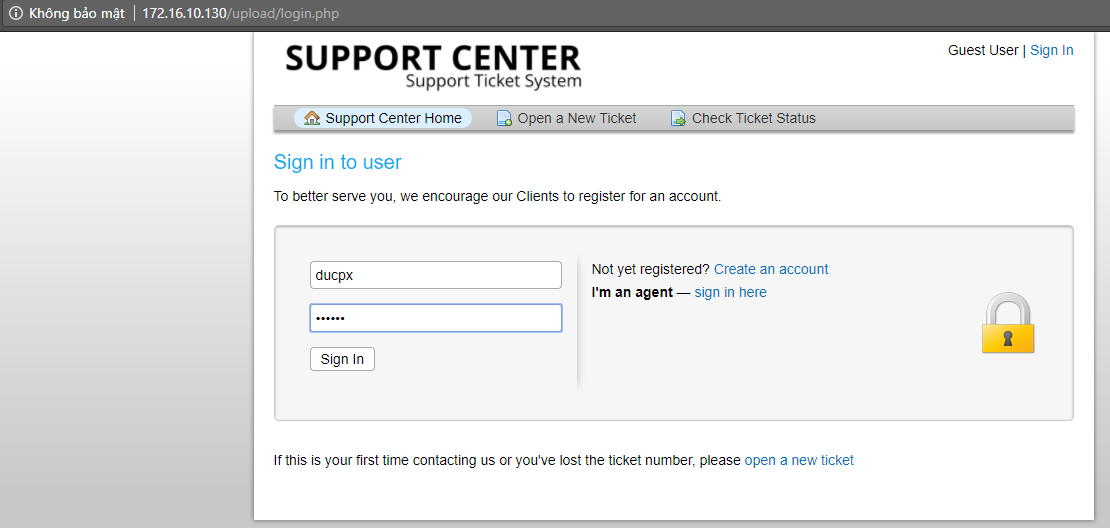 Không bảo mật | 172.16.10.130/upload/login.php
SUPPORT CENTER
Support Ticket System
Guest User | Sign In
Support Center Home
Open a New Ticket
Check Ticket Status
Sign in to user
To better serve you, we encourage our Clients to register for an account.
ducpx
••••••
Sign In
Not yet registered? Create an account
I'm an agent — sign in here
If this is your first time contacting us or you've lost the ticket number, please open a new ticket